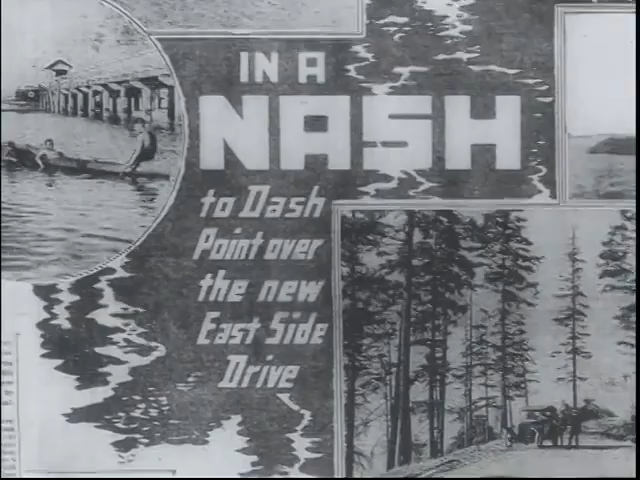 IN A
NASH
to Dash
Point over
the new
East Side
Drive